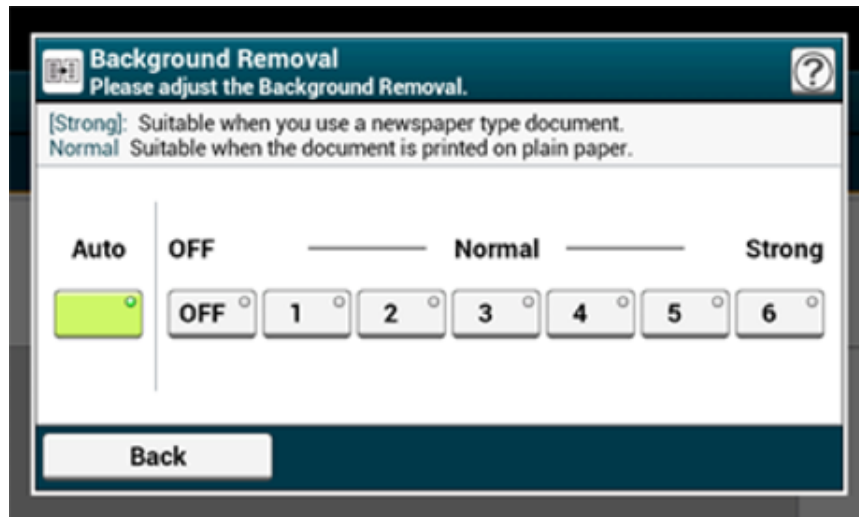 Background Removal
Please adjust the Background Removal.
?
[Strong]: Suitable when you use a newspaper type document.
Normal Suitable when the document is printed on plain paper.
Auto OFF Normal Strong
OFF 1 2 3 4 5 6
Back